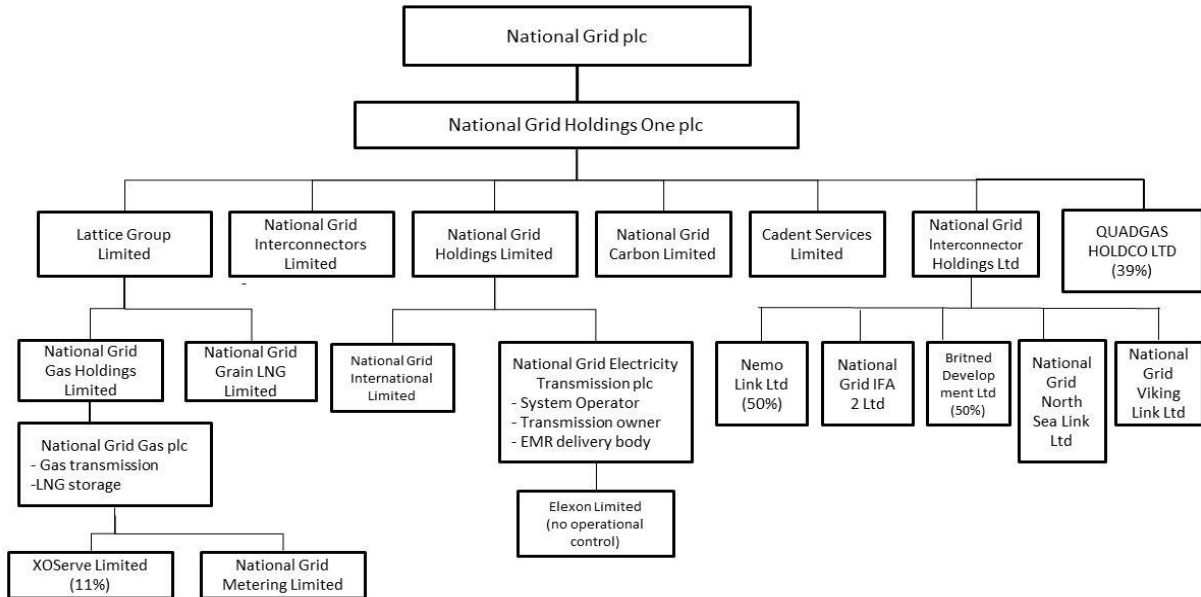 National Grid plc
National Grid Holdings One plc
Lattice Group
Limited
National Grid
Interconnectors
Limited
-
National Grid
Holdings Limited
National Grid
Carbon Limited
Cadent Services
Limited
National Grid
Interconnector
Holdings Ltd
QUADGAS
HOLDCO LTD
(39%)
National Grid
Gas Holdings
Limited
National Grid
Grain LNG Limited
National Grid
International
Limited
National Grid Electricity
Transmission plc
- System Operator
- Transmission owner
- EMR delivery body
Nemo
Link Ltd
(50%)
National
Grid IFA
2 Ltd
Britned
Develop
ment Ltd
(50%)
National
Grid
North
Sea Link
Ltd
National
Grid
Viking
Link Ltd
National Grid Gas plc
- Gas transmission
-LNG storage
Elexon Limited
(no operational
control)
XOServe Limited
(11%)
National Grid
Metering Limited